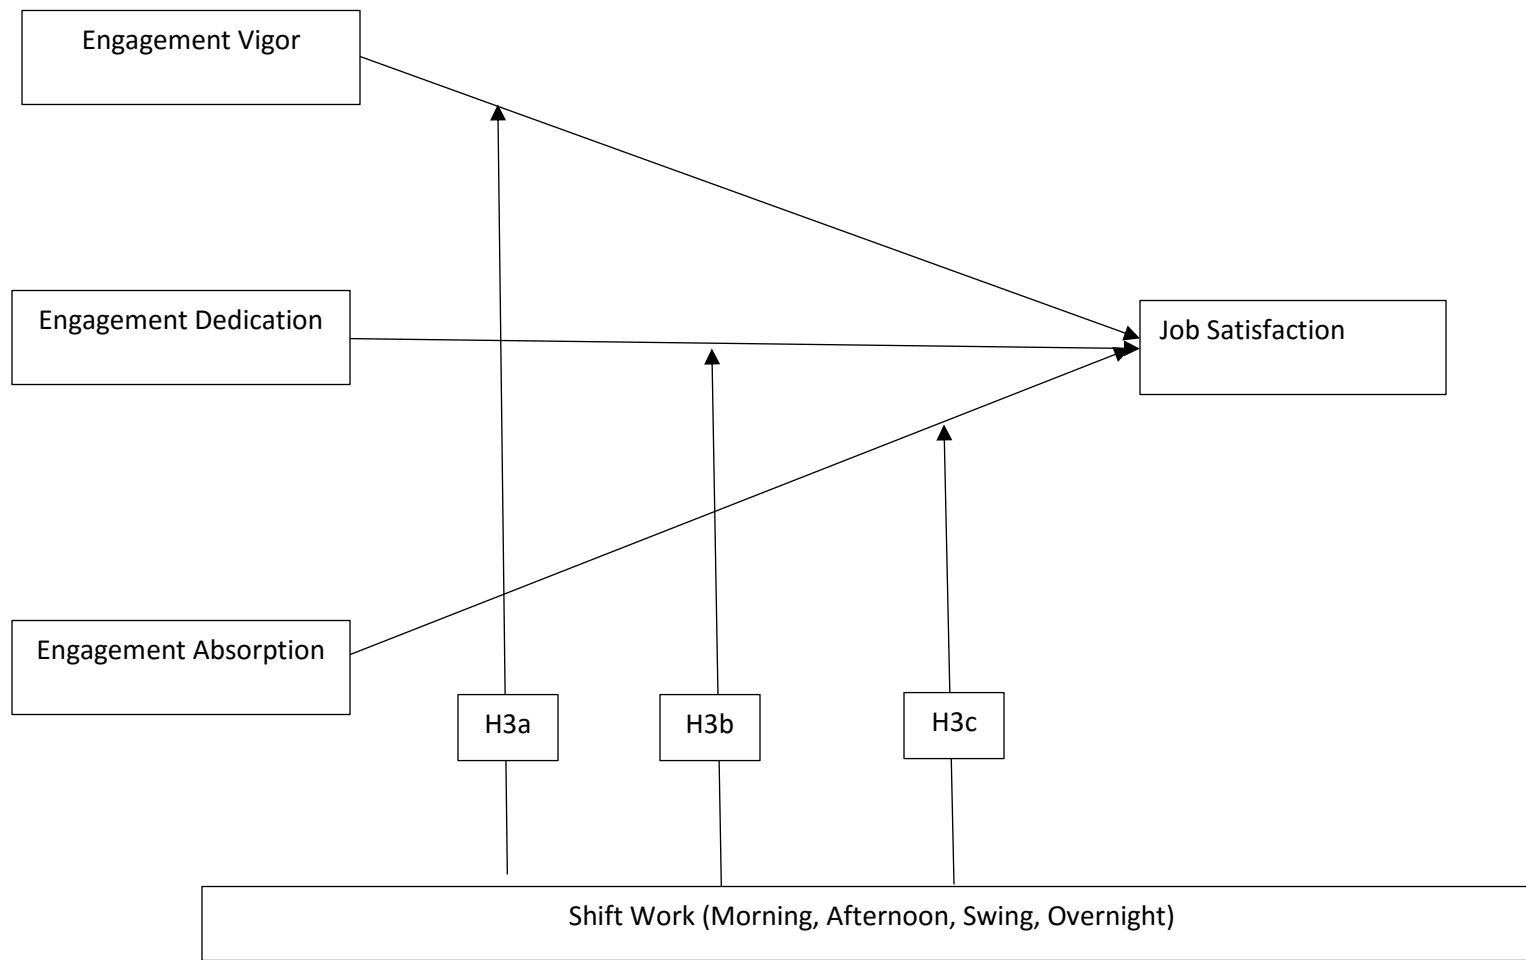 Engagement Vigor
Engagement Dedication
Job Satisfaction
Engagement Absorption
H3a
H3b
H3c
Shift Work (Morning, Afternoon, Swing, Overnight)